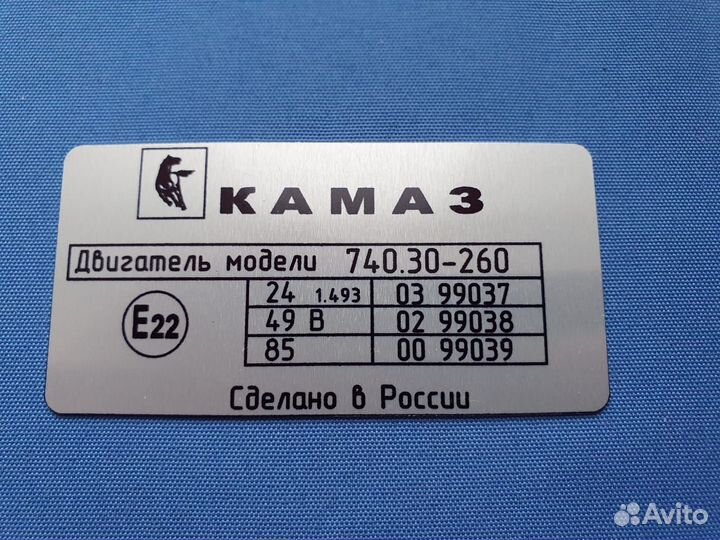 КАМАЗ
Двигатель модели 740.30-260
24 1.493 03 99037
E22
49 В 02 99038
85 00 99039
Сделано в России
Avito